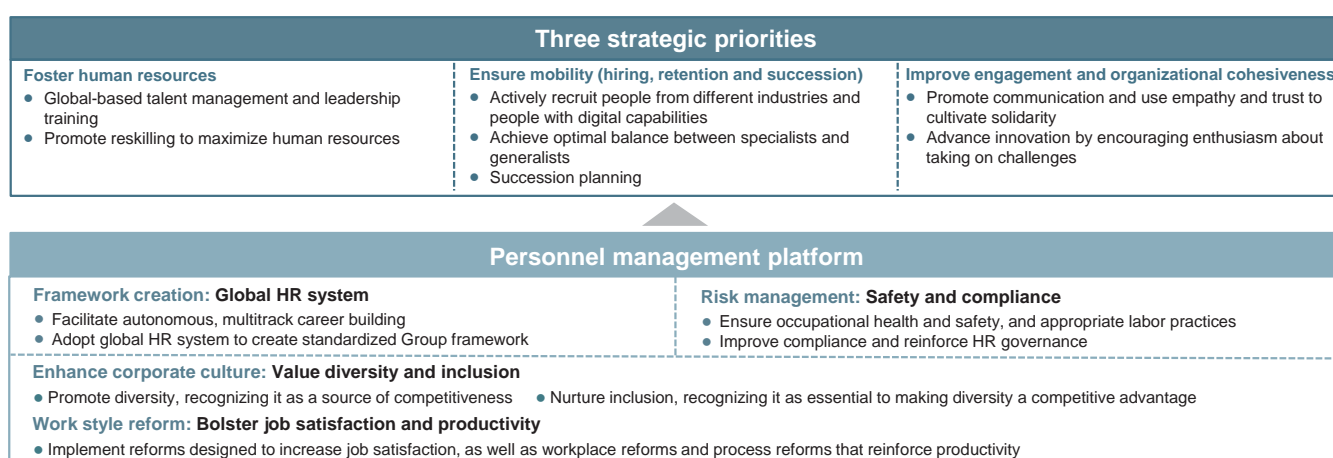 Three strategic priorities
Foster human resources
● Global-based talent management and leadership
training
● Promote reskilling to maximize human resources
Ensure mobility (hiring, retention and succession)
● Actively recruit people from different industries and
people with digital capabilities
● Achieve optimal balance between specialists and
generalists
● Succession planning
Improve engagement and organizational cohesiveness
● Promote communication and use empathy and trust to
cultivate solidarity
● Advance innovation by encouraging enthusiasm about
taking on challenges
Personnel management platform
Framework creation: Global HR system
● Facilitate autonomous, multitrack career building
● Adopt global HR system to create standardized Group framework
Risk management: Safety and compliance
● Ensure occupational health and safety, and appropriate labor practices
● Improve compliance and reinforce HR governance
Enhance corporate culture: Value diversity and inclusion
● Promote diversity, recognizing it as a source of competitiveness ● Nurture inclusion, recognizing it as essential to making diversity a competitive advantage
Work style reform: Bolster job satisfaction and productivity
● Implement reforms designed to increase job satisfaction, as well as workplace reforms and process reforms that reinforce productivity